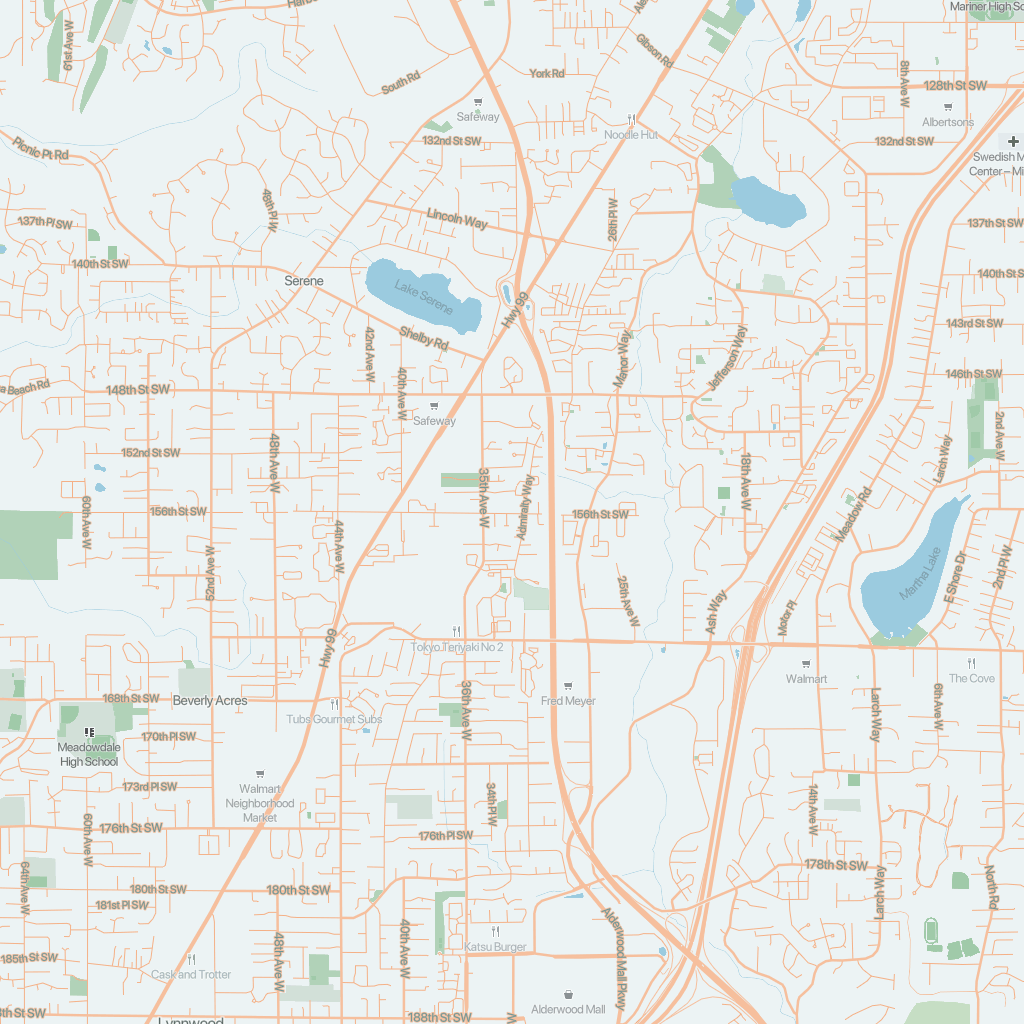 61st Ave W
South Rd
York Rd
Gibson Rd
Mariner High
8th Ave W
128th St SW
Albertsons
Safeway
Noodle Hut
132nd St SW
132nd St SW
Swedish
Center – Mi
Picnic Pt Rd
48th Pl W
137th Pl SW
Lincoln Way
26th Pl W
137th St SW
140th St SW
140th St S
Serene
Lake Serene
Hwy 99
143rd St SW
Shelby Rd
42nd Ave W
Manor Way
Jefferson Way
146th St SW
Beach Rd
148th St SW
40th Ave W
Safeway
2nd Ave W
152nd St SW
48th Ave W
35th Ave W
Admiralty Way
18th Ave W
Larch Way
60th Ave W
156th St SW
156th St SW
Meadow Rd
44th Ave W
52nd Ave W
25th Ave W
Ash Way
Motor Pl
Martha Lake
E Shore Dr
2nd Pl W
Hwy 99
Tokyo Teriyaki No 2
Walmart
The Cove
168th St SW
Beverly Acres
Tubs Gourmet Subs
36th Ave W
Fred Meyer
Larch Way
6th Ave W
170th Pl SW
Meadowdale
High School
173rd Pl SW
Walmart
Neighborhood
Market
34th Pl W
14th Ave W
176th St SW
60th Ave W
176th Pl SW
178th St SW
64th Ave W
180th St SW
180th St SW
181st Pl SW
Larch Way
North Rd
48th Ave W
40th Ave W
Katsu Burger
Alderwood Mall Pkwy
185th St SW
Cask and Trotter
Alderwood Mall
8th St SW
Lynnwood
188th St SW
W